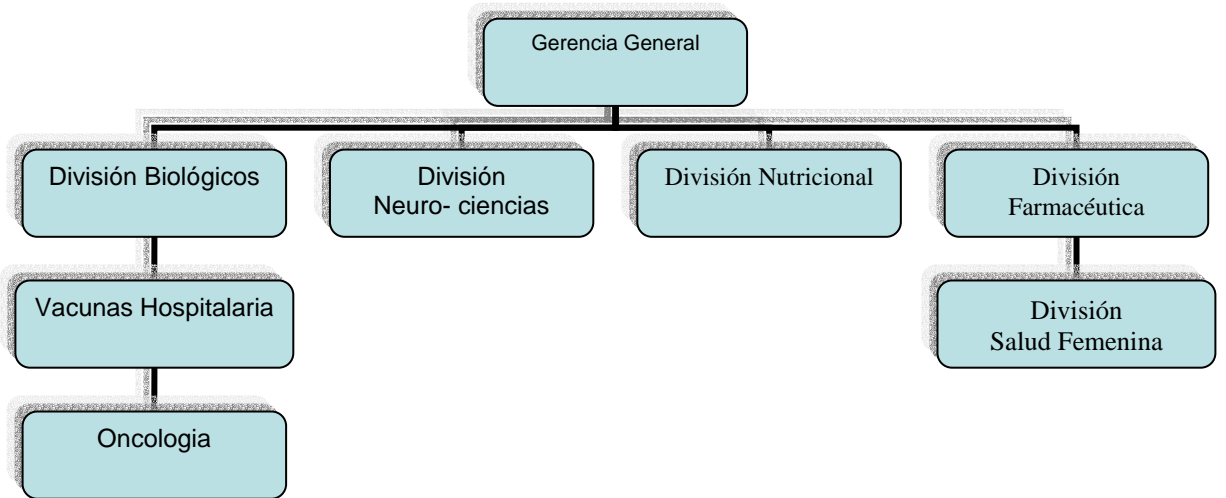 Gerencia General
División Biológicos
División
Neuro- ciencias
División Nutricional
División
Farmacéutica
Vacunas Hospitalaria
División
Salud Femenina
Oncologia